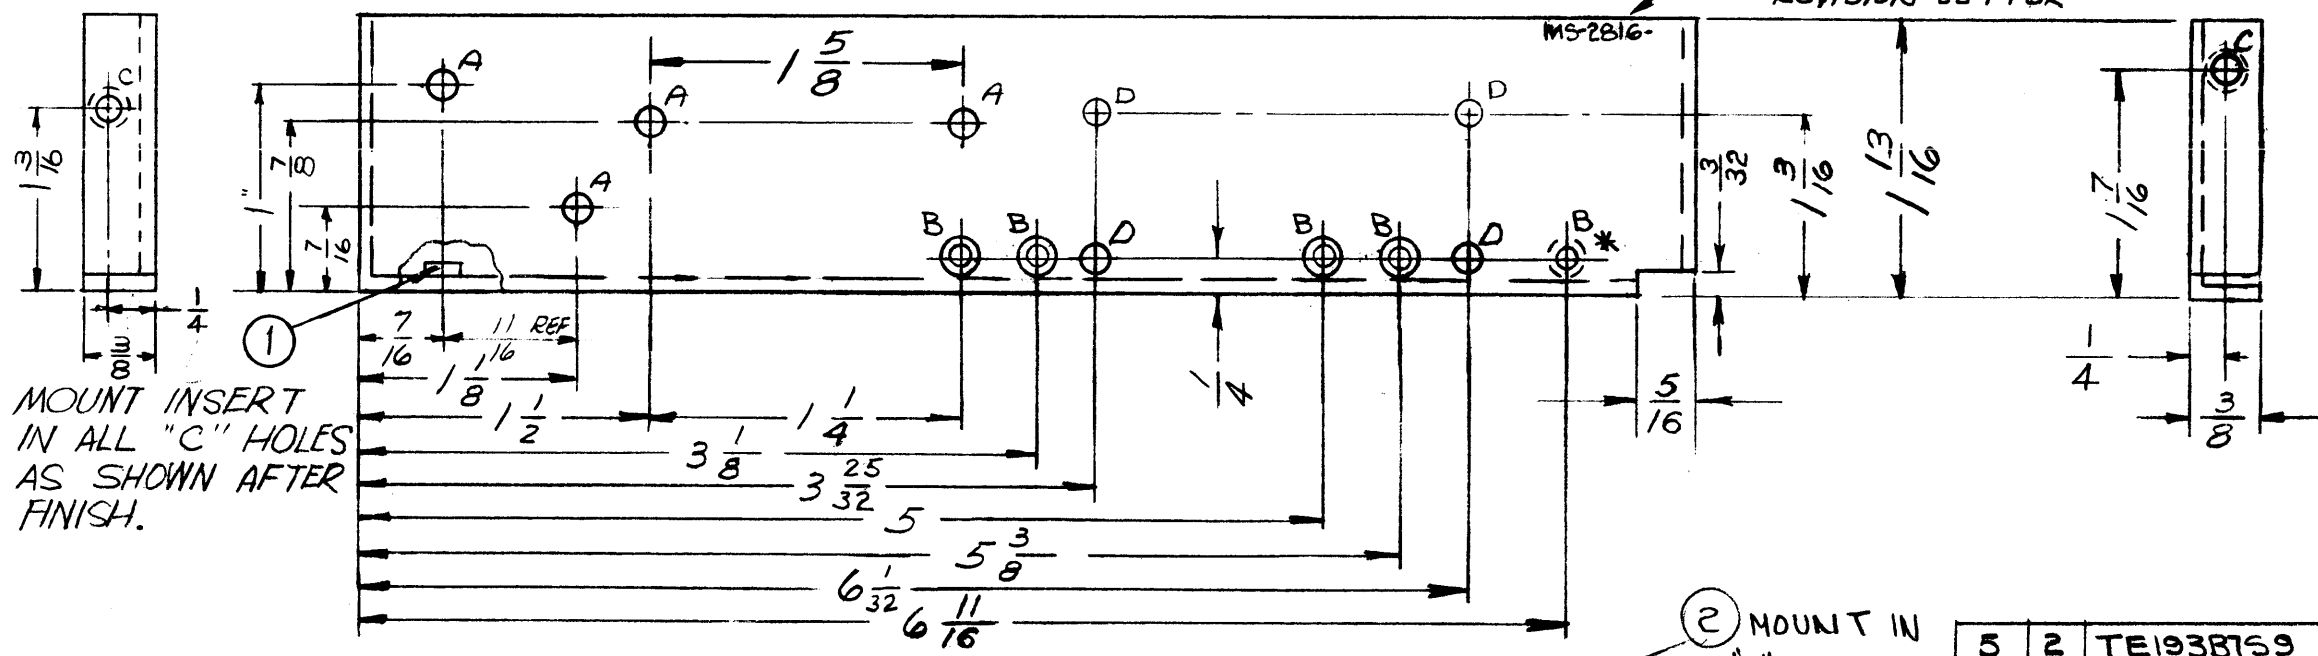 MS-2816-
C
1 3/16
1/4
3/8
MOUNT INSERT
IN ALL "C" HOLES
AS SHOWN AFTER
FINISH.
A
A
A
A
1 5/8
D
D
1"
7/8
7/16
B
B
D
B
B
D
B
*
1
7/16
11/16 REF
1 1/8
1 1/2
1 1/4
3 1/8
3 25/32
5
5 3/8
6 1/32
6 11/16
1/4
5/16
3/32
1 3/16
1 13/16
C
1 7/16
1/4
3/8
2 MOUNT IN
5 2 TE193B7S9